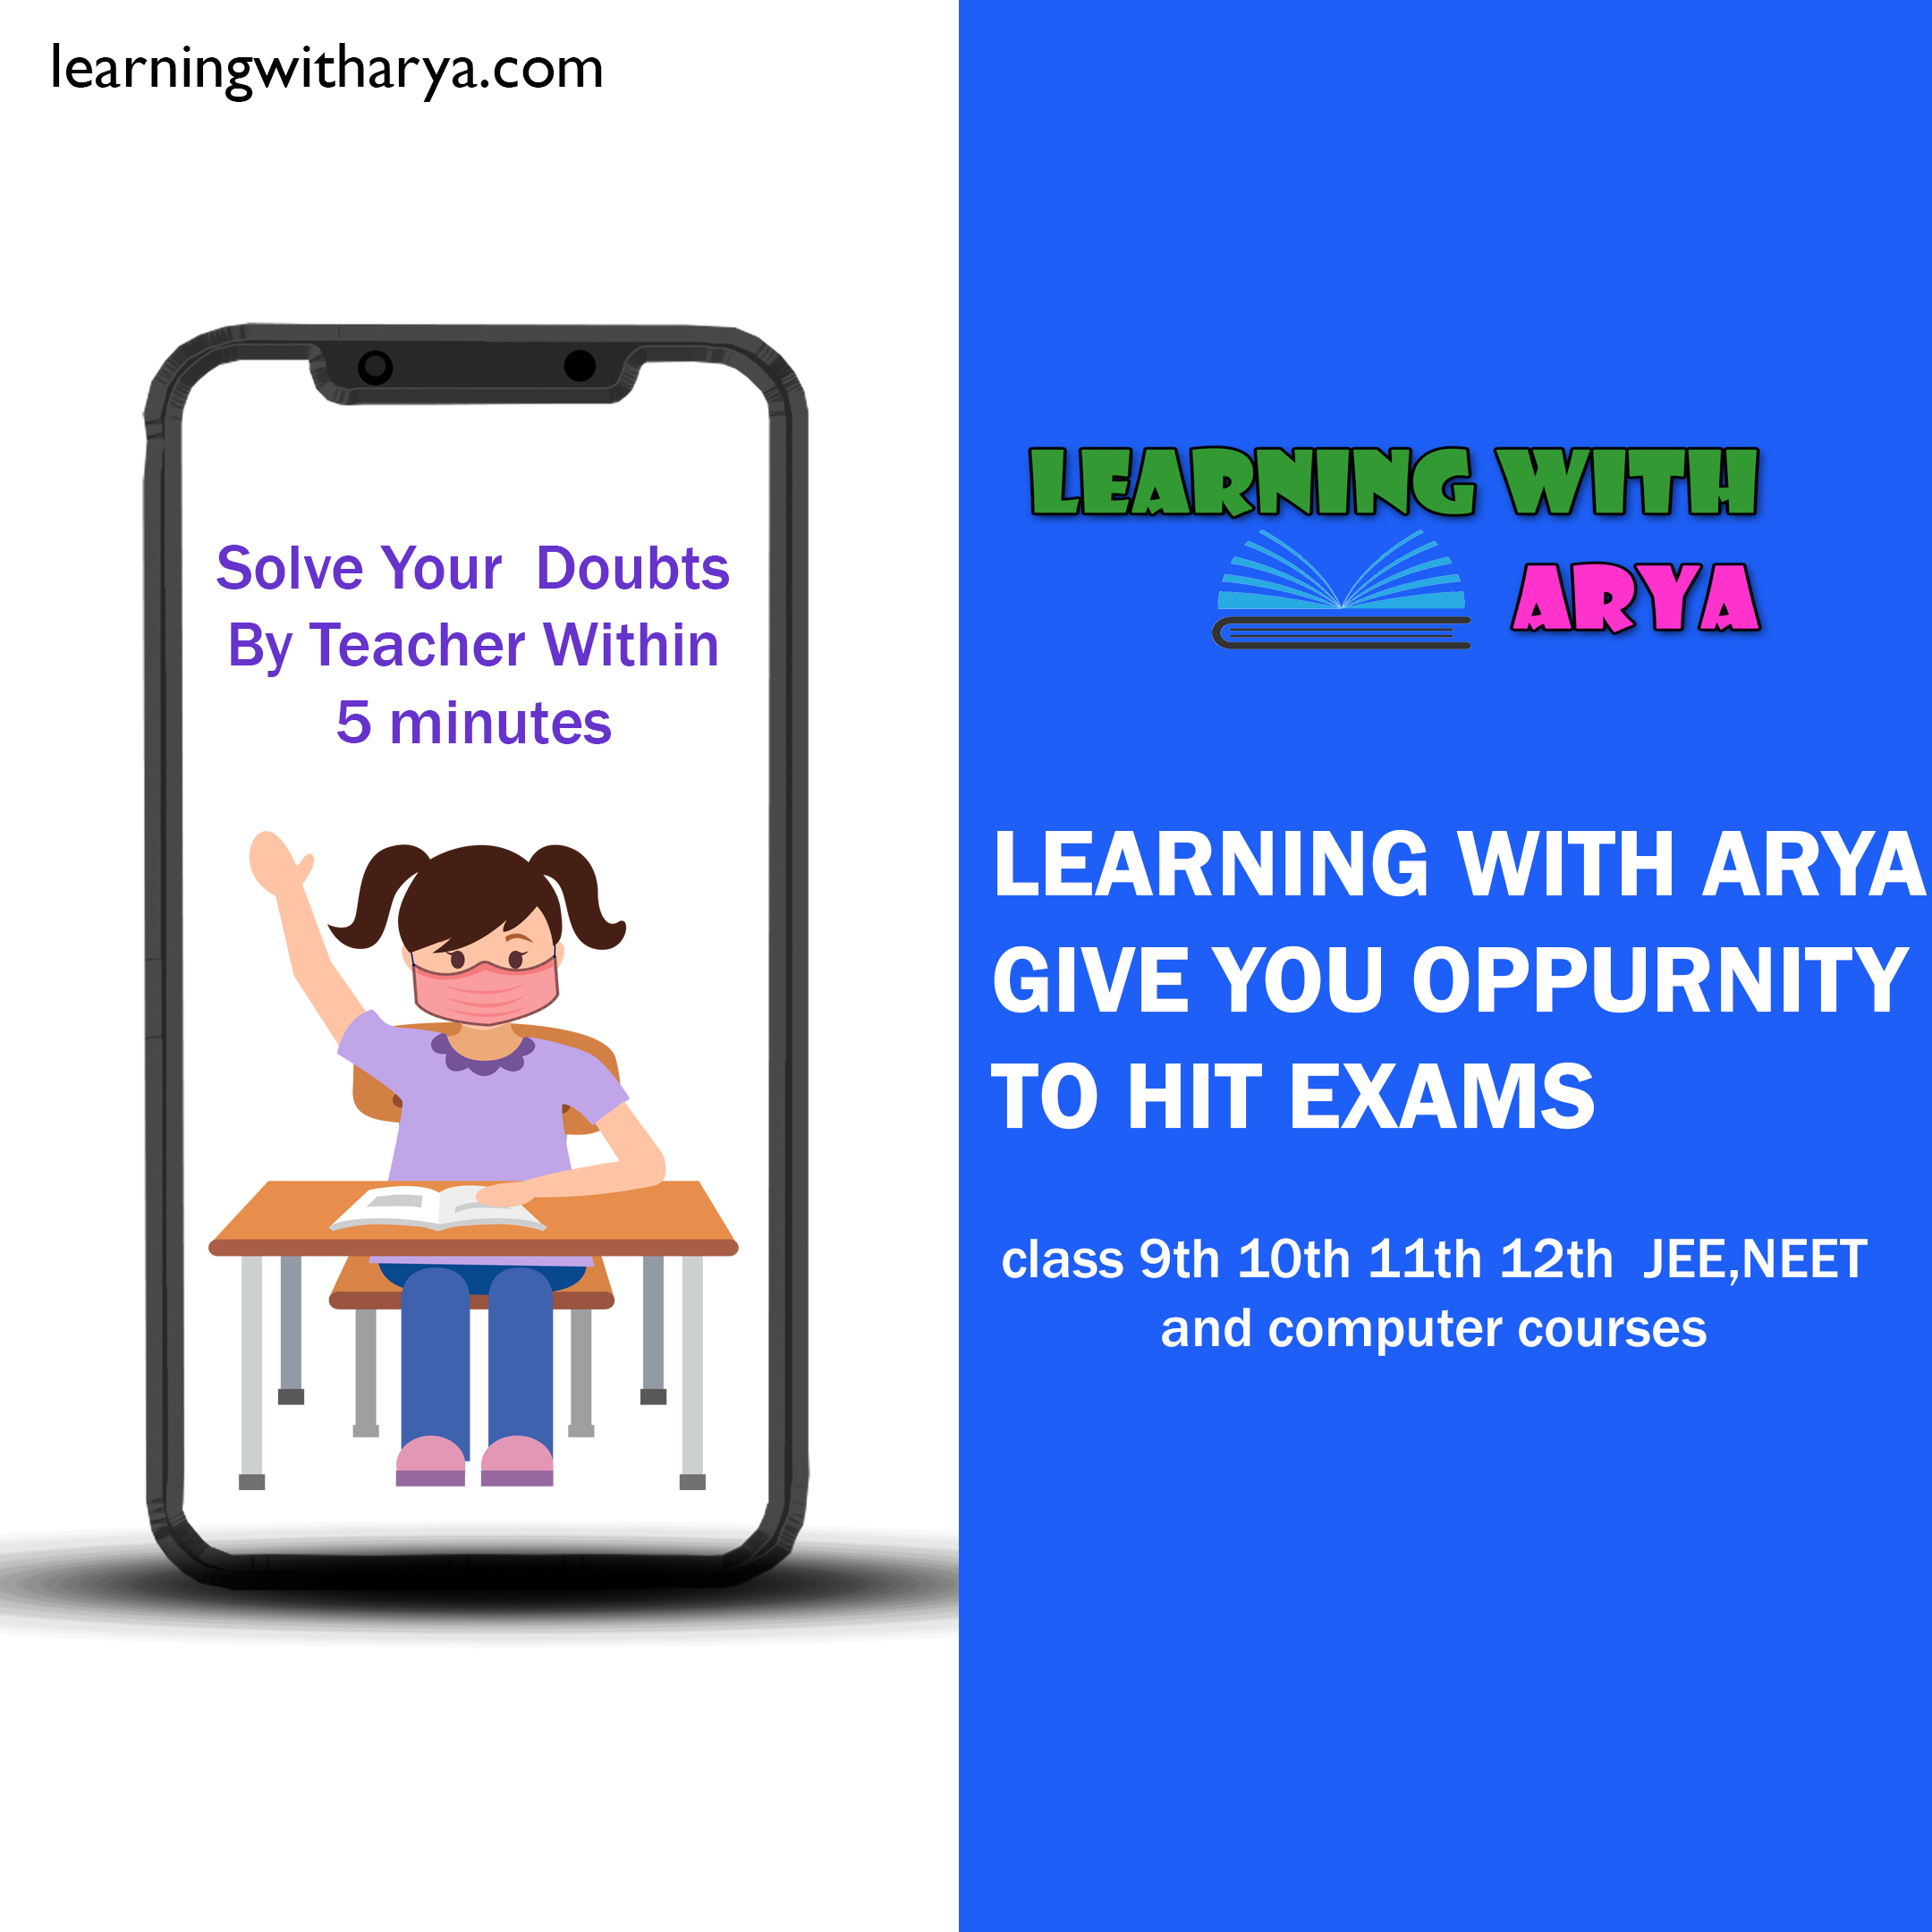 learningwitharya.com
Solve Your  Doubts
By Teacher Within
5 minutes
LEARNING WITH
ARYA
LEARNING WITH ARYA
GIVE YOU OPPURNITY
TO HIT EXAMS
class 9th 10th 11th 12th  JEE,NEET
and computer courses